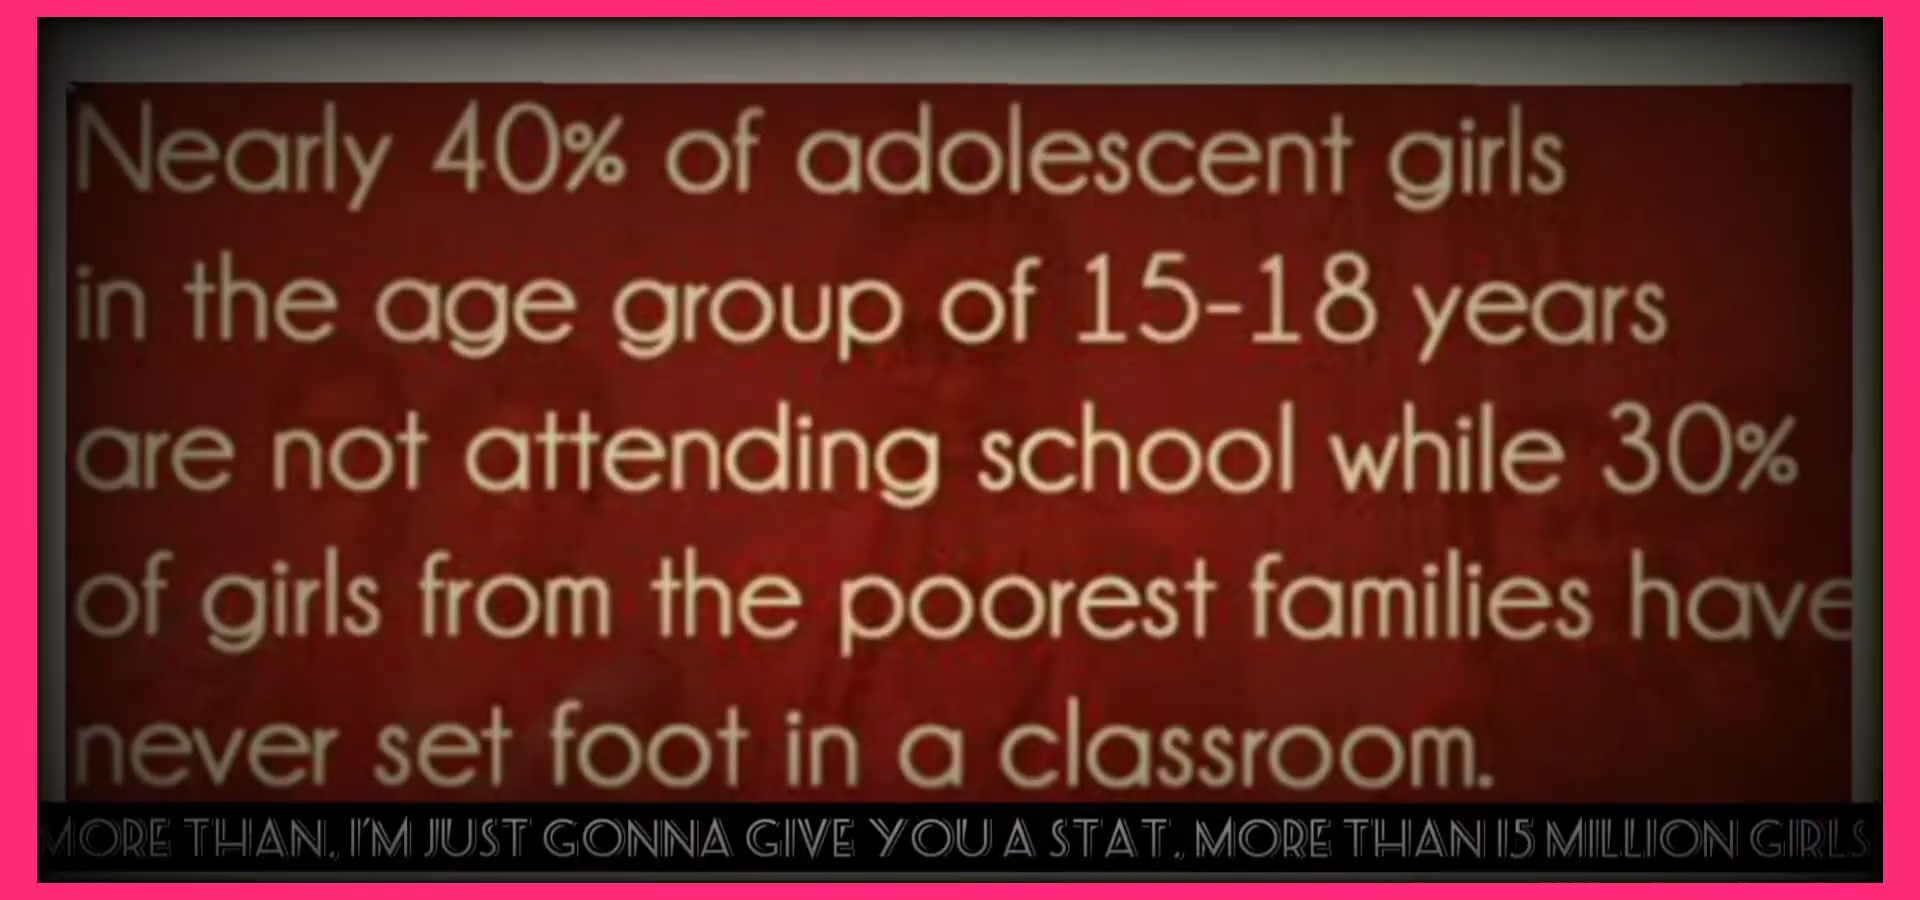 Nearly 40% of adolescent girls
in the age group of 15-18 years
are not attending school while 30%
of girls from the poorest families have
never set foot in a classroom.
MORE THAN, I'M JUST GONNA GIVE YOU A STAT, MORE THAN 15 MILLION GIRLS